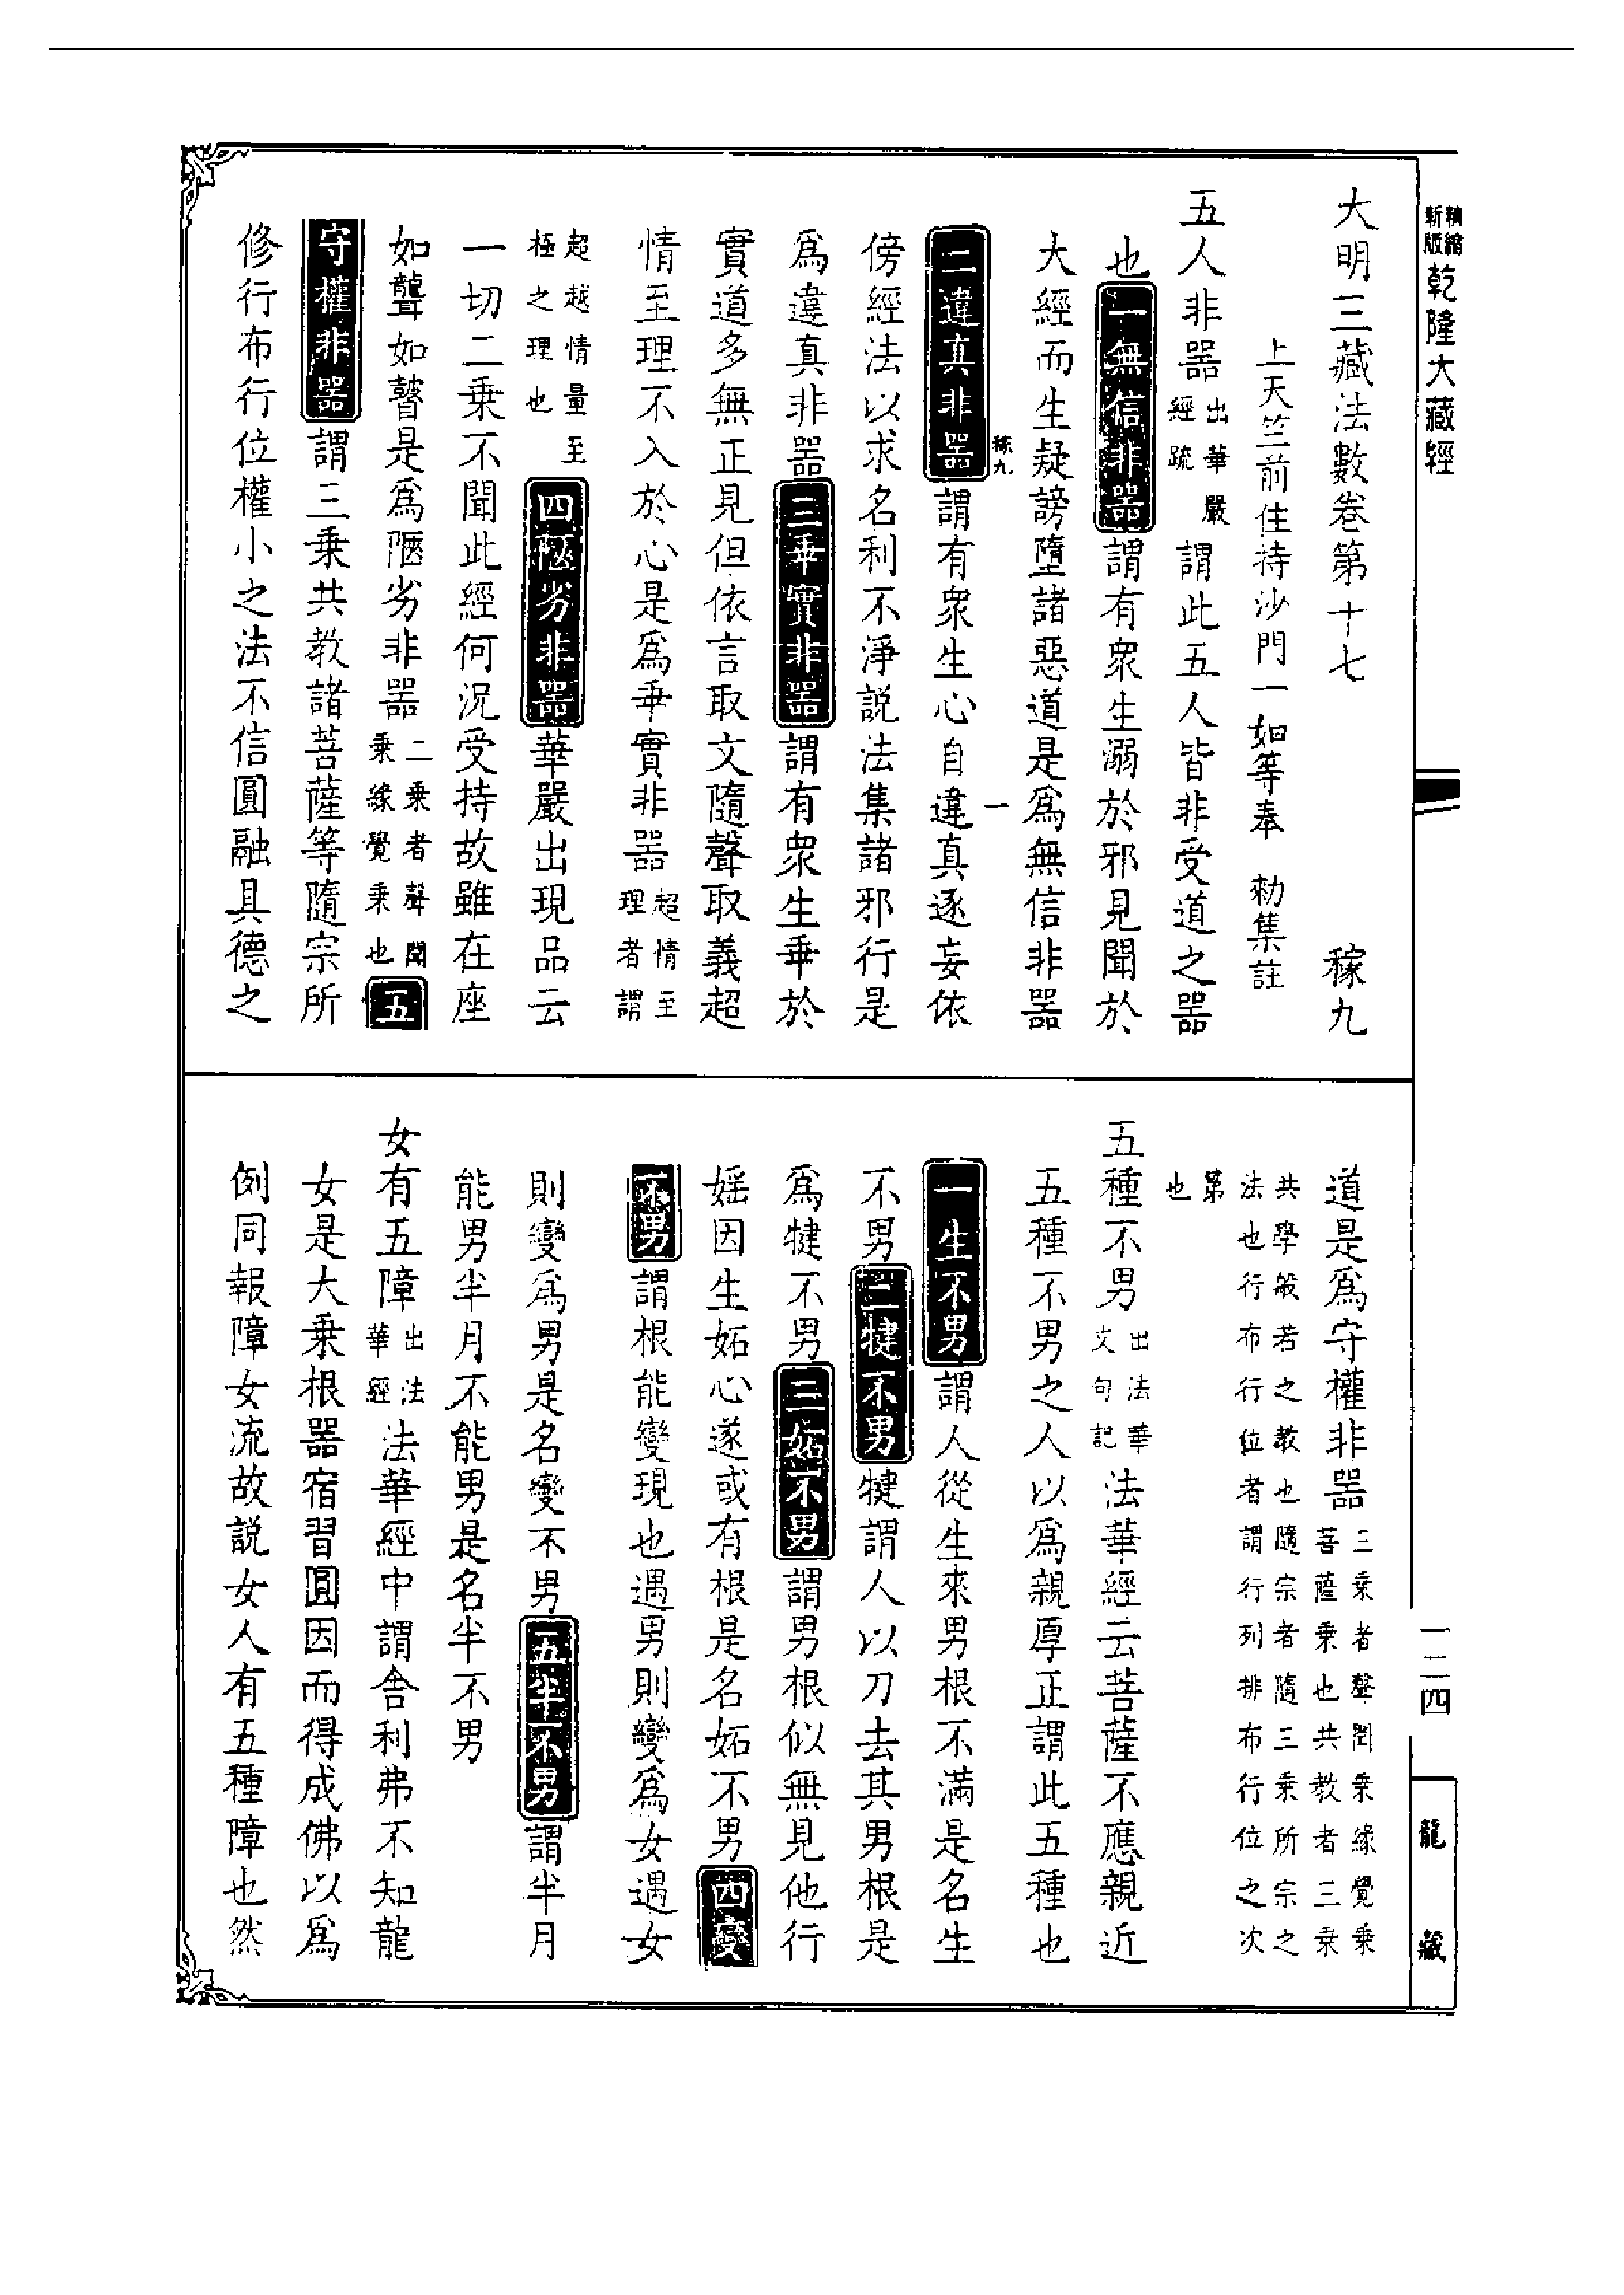 精縮新版乾隆大藏經
大明三藏法數卷第十七 稼九
上天竺前住持沙門一如等奉 勑集註
五人非器出華嚴經疏謂此五人皆非受道之器
也一無信非器謂有衆生溺於邪見聞於
大經而生疑謗墮諸惡道是爲無信非器
稼九 一
二違真非器謂有衆生心自違真逐妄依
傍經法以求名利不淨説法集諸邪行是
爲違真非器三乖實非器謂有衆生乖於
實道多無正見但依言取文隨聲取義超
情至理不入於心是爲乖實非器超情至理者謂
超越情量至極之理也四陿劣非器華嚴出現品云
一切二乘不聞此經何況受持故雖在座
如聾如瞽是爲陿劣非器二乘者聲聞乘緣覺乘也五
守權非器謂三乘共教諸菩薩等隨宗所
修行布行位權小之法不信圓融具德之
道是爲守權非器三乘者聲聞乘緣覺乘菩薩乘也共教者三乘
共學般若之教也隨宗者隨三乘所宗之法也行布行位者謂行列排布行位之次
第也
五種不男出法華文句記法華經云菩薩不應親近
五種不男之人以爲親厚正謂此五種也
一生不男謂人從生來男根不滿是名生
不男二犍不男犍謂人以刀去其男根是
爲犍不男三妬不男謂男根似無見他行
婬因生妬心遂或有根是名妬不男四變
不男謂根能變現也遇男則變爲女遇女
則變爲男是名變不男五半不男謂半月
能男半月不能男是名半不男
女有五障出法華經法華經中謂舍利弗不知龍
女是大乘根器宿習圓因而得成佛以爲
例同報障女流故説女人有五種障也然
一二四
龍藏